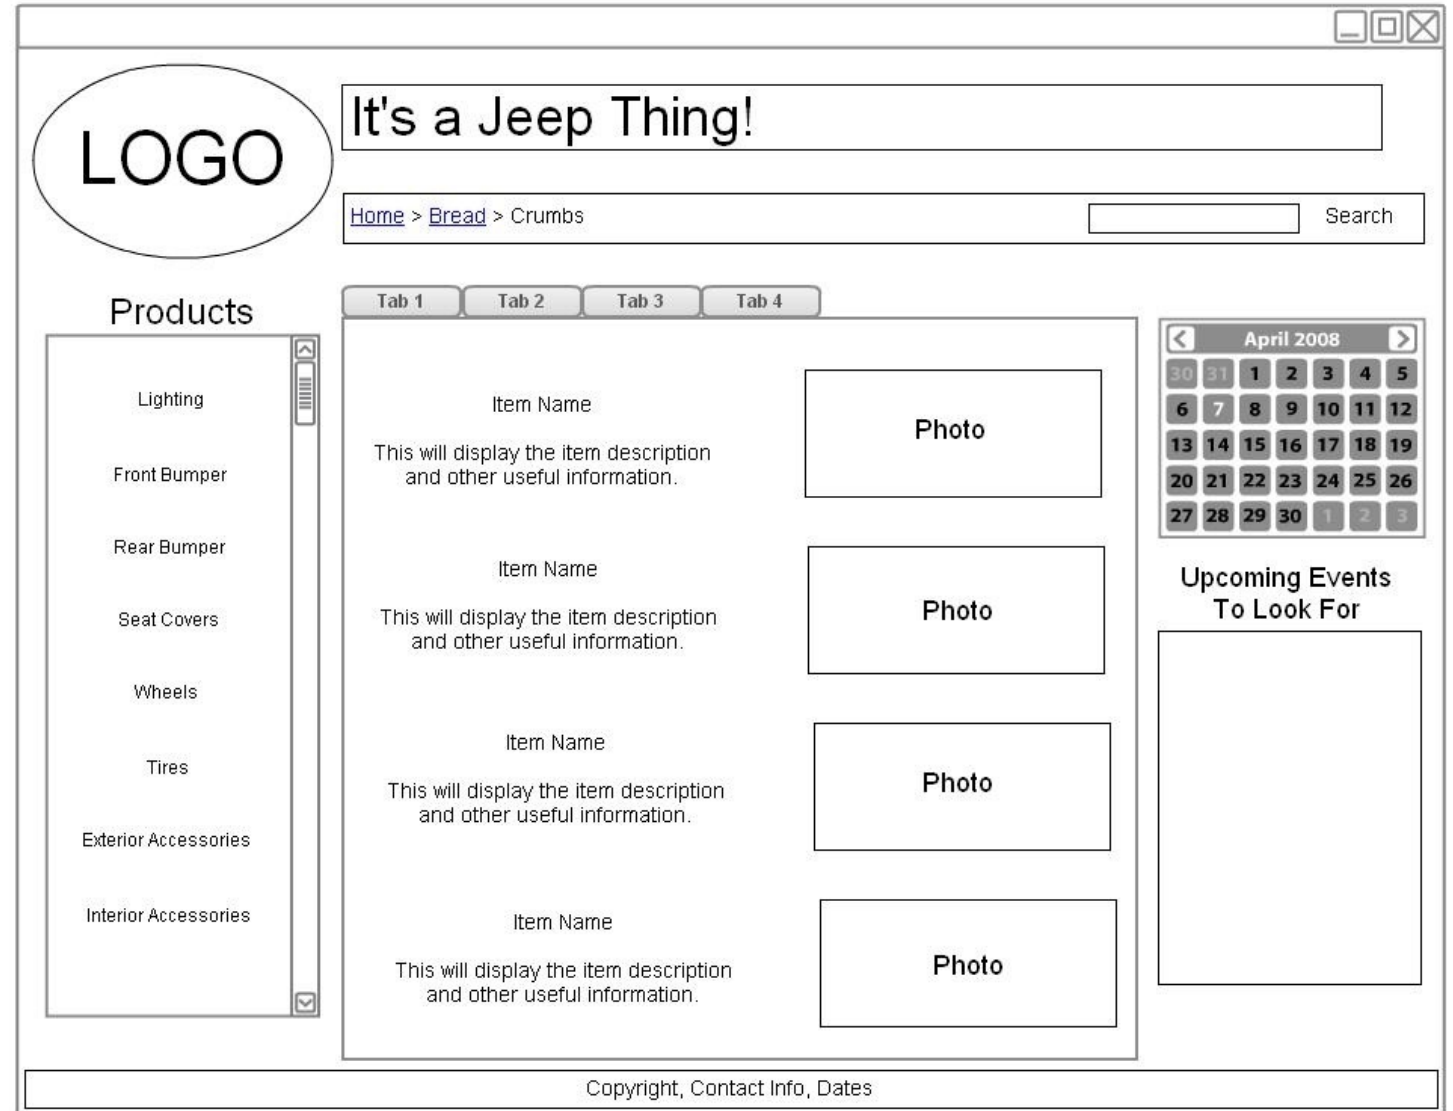 LOGO
It's a Jeep Thing!
Home > Bread > Crumbs
Search
Products
Lighting
Front Bumper
Rear Bumper
Seat Covers
Wheels
Tires
Exterior Accessories
Interior Accessories
Tab 1 Tab 2 Tab 3 Tab 4
Item Name
This will display the item description
and other useful information.
Photo
Item Name
This will display the item description
and other useful information.
Photo
Item Name
This will display the item description
and other useful information.
Photo
Item Name
This will display the item description
and other useful information.
Photo
April 2008
30 31 1 2 3 4 5
6 7 8 9 10 11 12
13 14 15 16 17 18 19
20 21 22 23 24 25 26
27 28 29 30 1 2 3
Upcoming Events
To Look For
Copyright, Contact Info, Dates